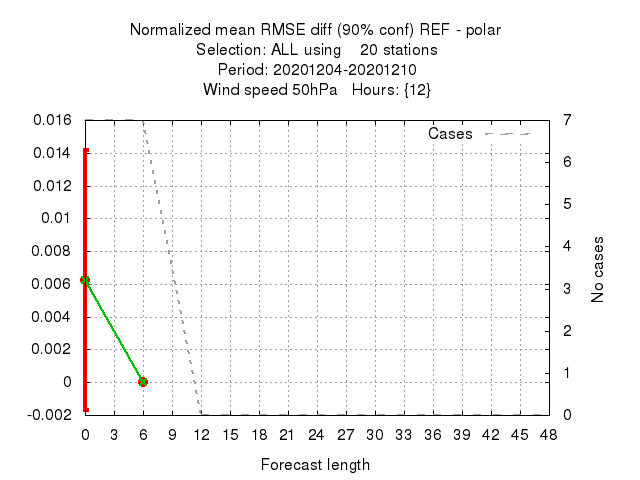 Normalized mean RMSE diff (90% conf) REF - polar
Selection: ALL using    20 stations
Period: 20201204-20201210
Wind speed 50hPa   Hours: {12}
Cases
0.016
0.014
0.012
0.01
0.008
0.006
0.004
0.002
0
-0.002
7
6
5
4
3
2
1
0
No cases
0 3 6 9 12 15 18 21 24 27 30 33 36 39 42 45 48
Forecast length